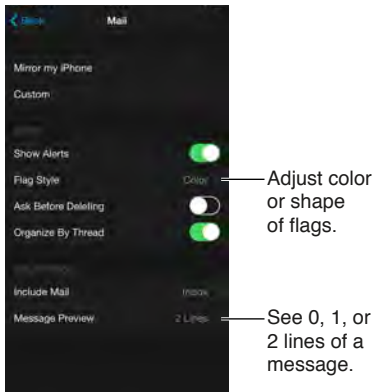 Mail
Mirror my iPhone
Custom
Show Alerts
Flag Style Color
Adjust color
or shape
of flags.
Ask Before Deleting
Organize By Thread
Include Mail Inbox
Message Preview 2 Lines
See 0, 1, or
2 lines of a
message.